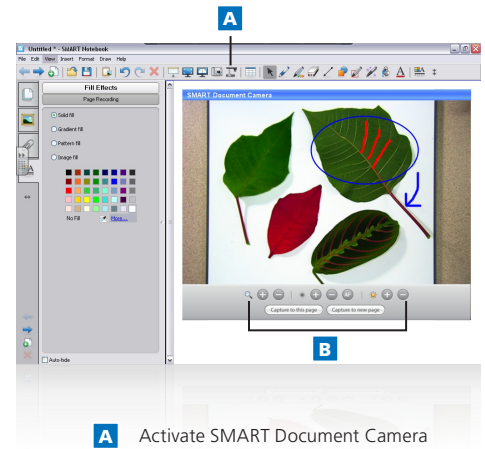 A
Untitled * - SMART Notebook
File Edit View Insert Format Draw Help
Fill Effects
Page Recording
Solid fill
Gradient fill
Pattern fill
Image fill
No Fill
More...
Auto-hide
SMART Document Camera
AF
Capture to this page
Capture to new page
B
A Activate SMART Document Camera